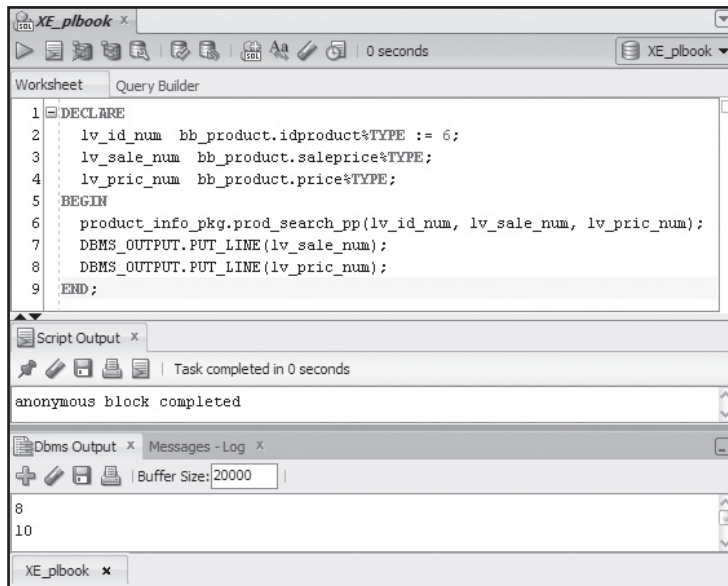 XE_plbook x
SQL Aa 0 seconds XE_plbook
Worksheet Query Builder
1 DECLARE
2 lv_id_num bb_product.idproduct%TYPE := 6;
3 lv_sale_num bb_product.saleprice%TYPE;
4 lv_pric_num bb_product.price%TYPE;
5 BEGIN
6 product_info_pkg.prod_search_pp(lv_id_num, lv_sale_num, lv_pric_num);
7 DBMS_OUTPUT.PUT_LINE(lv_sale_num);
8 DBMS_OUTPUT.PUT_LINE(lv_pric_num);
9 END;
Script Output x
Task completed in 0 seconds
anonymous block completed
Dbms Output x Messages - Log x
Buffer Size: 20000
8
10
XE_plbook x